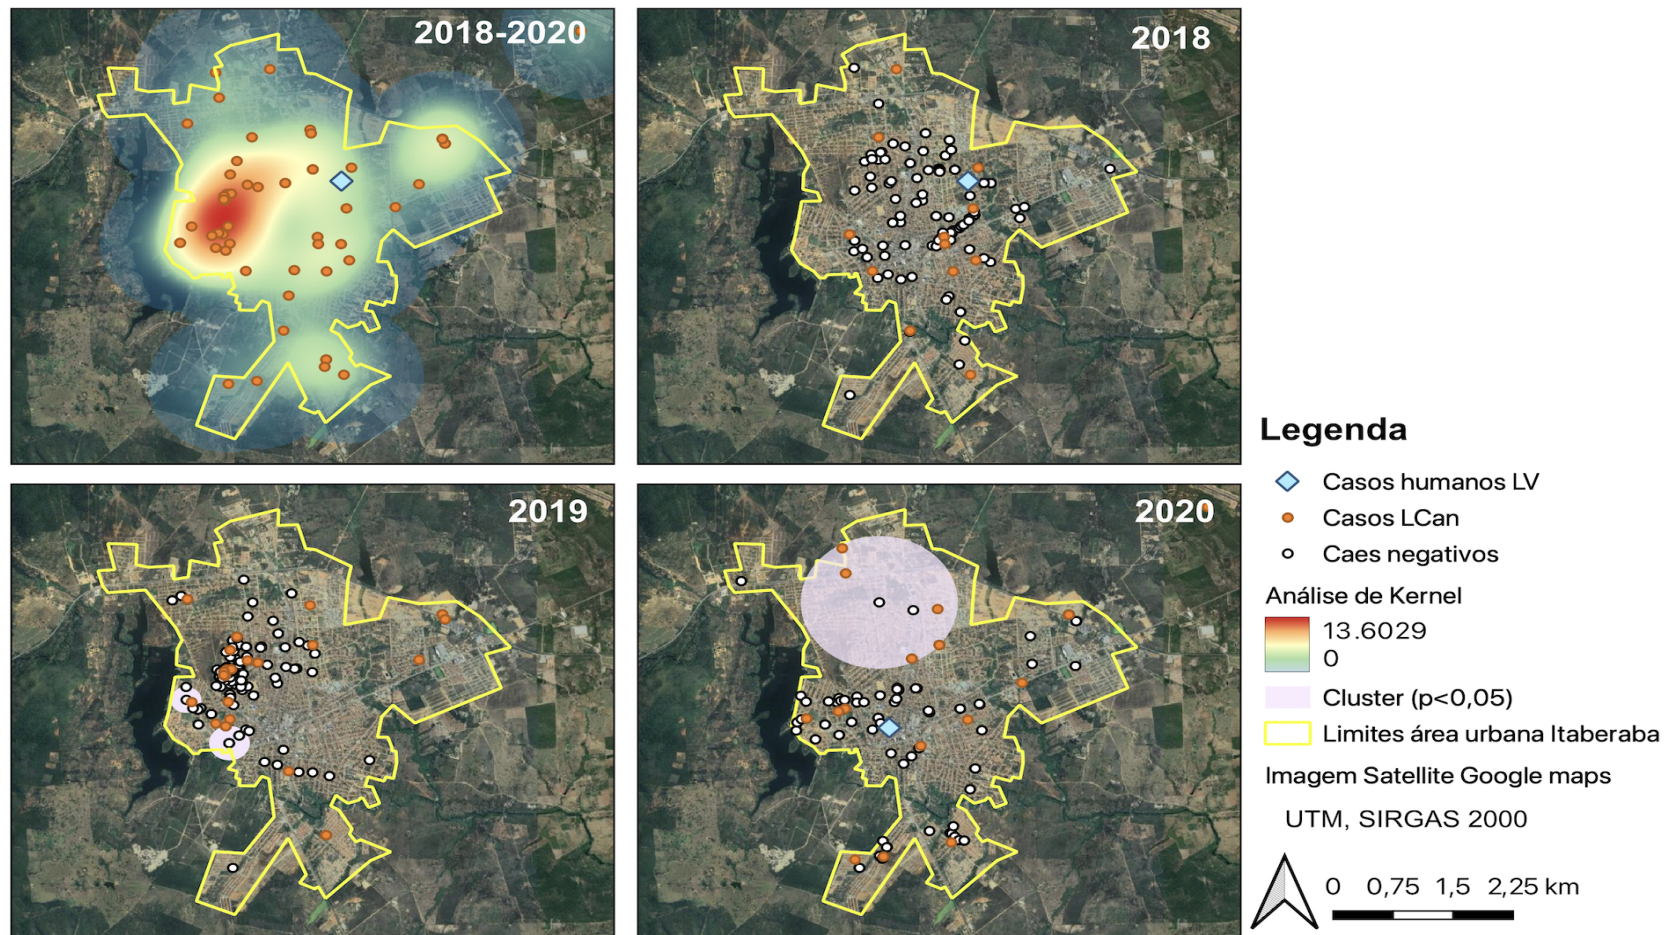 2018-2020
2018
2019
2020
Legenda
Casos humanos LV
Casos LCan
Caes negativos
Análise de Kernel
13.6029
0
Cluster (p<0,05)
Limites área urbana Itaberaba
Imagem Satellite Google maps
UTM, SIRGAS 2000
0 0,75 1,5 2,25 km